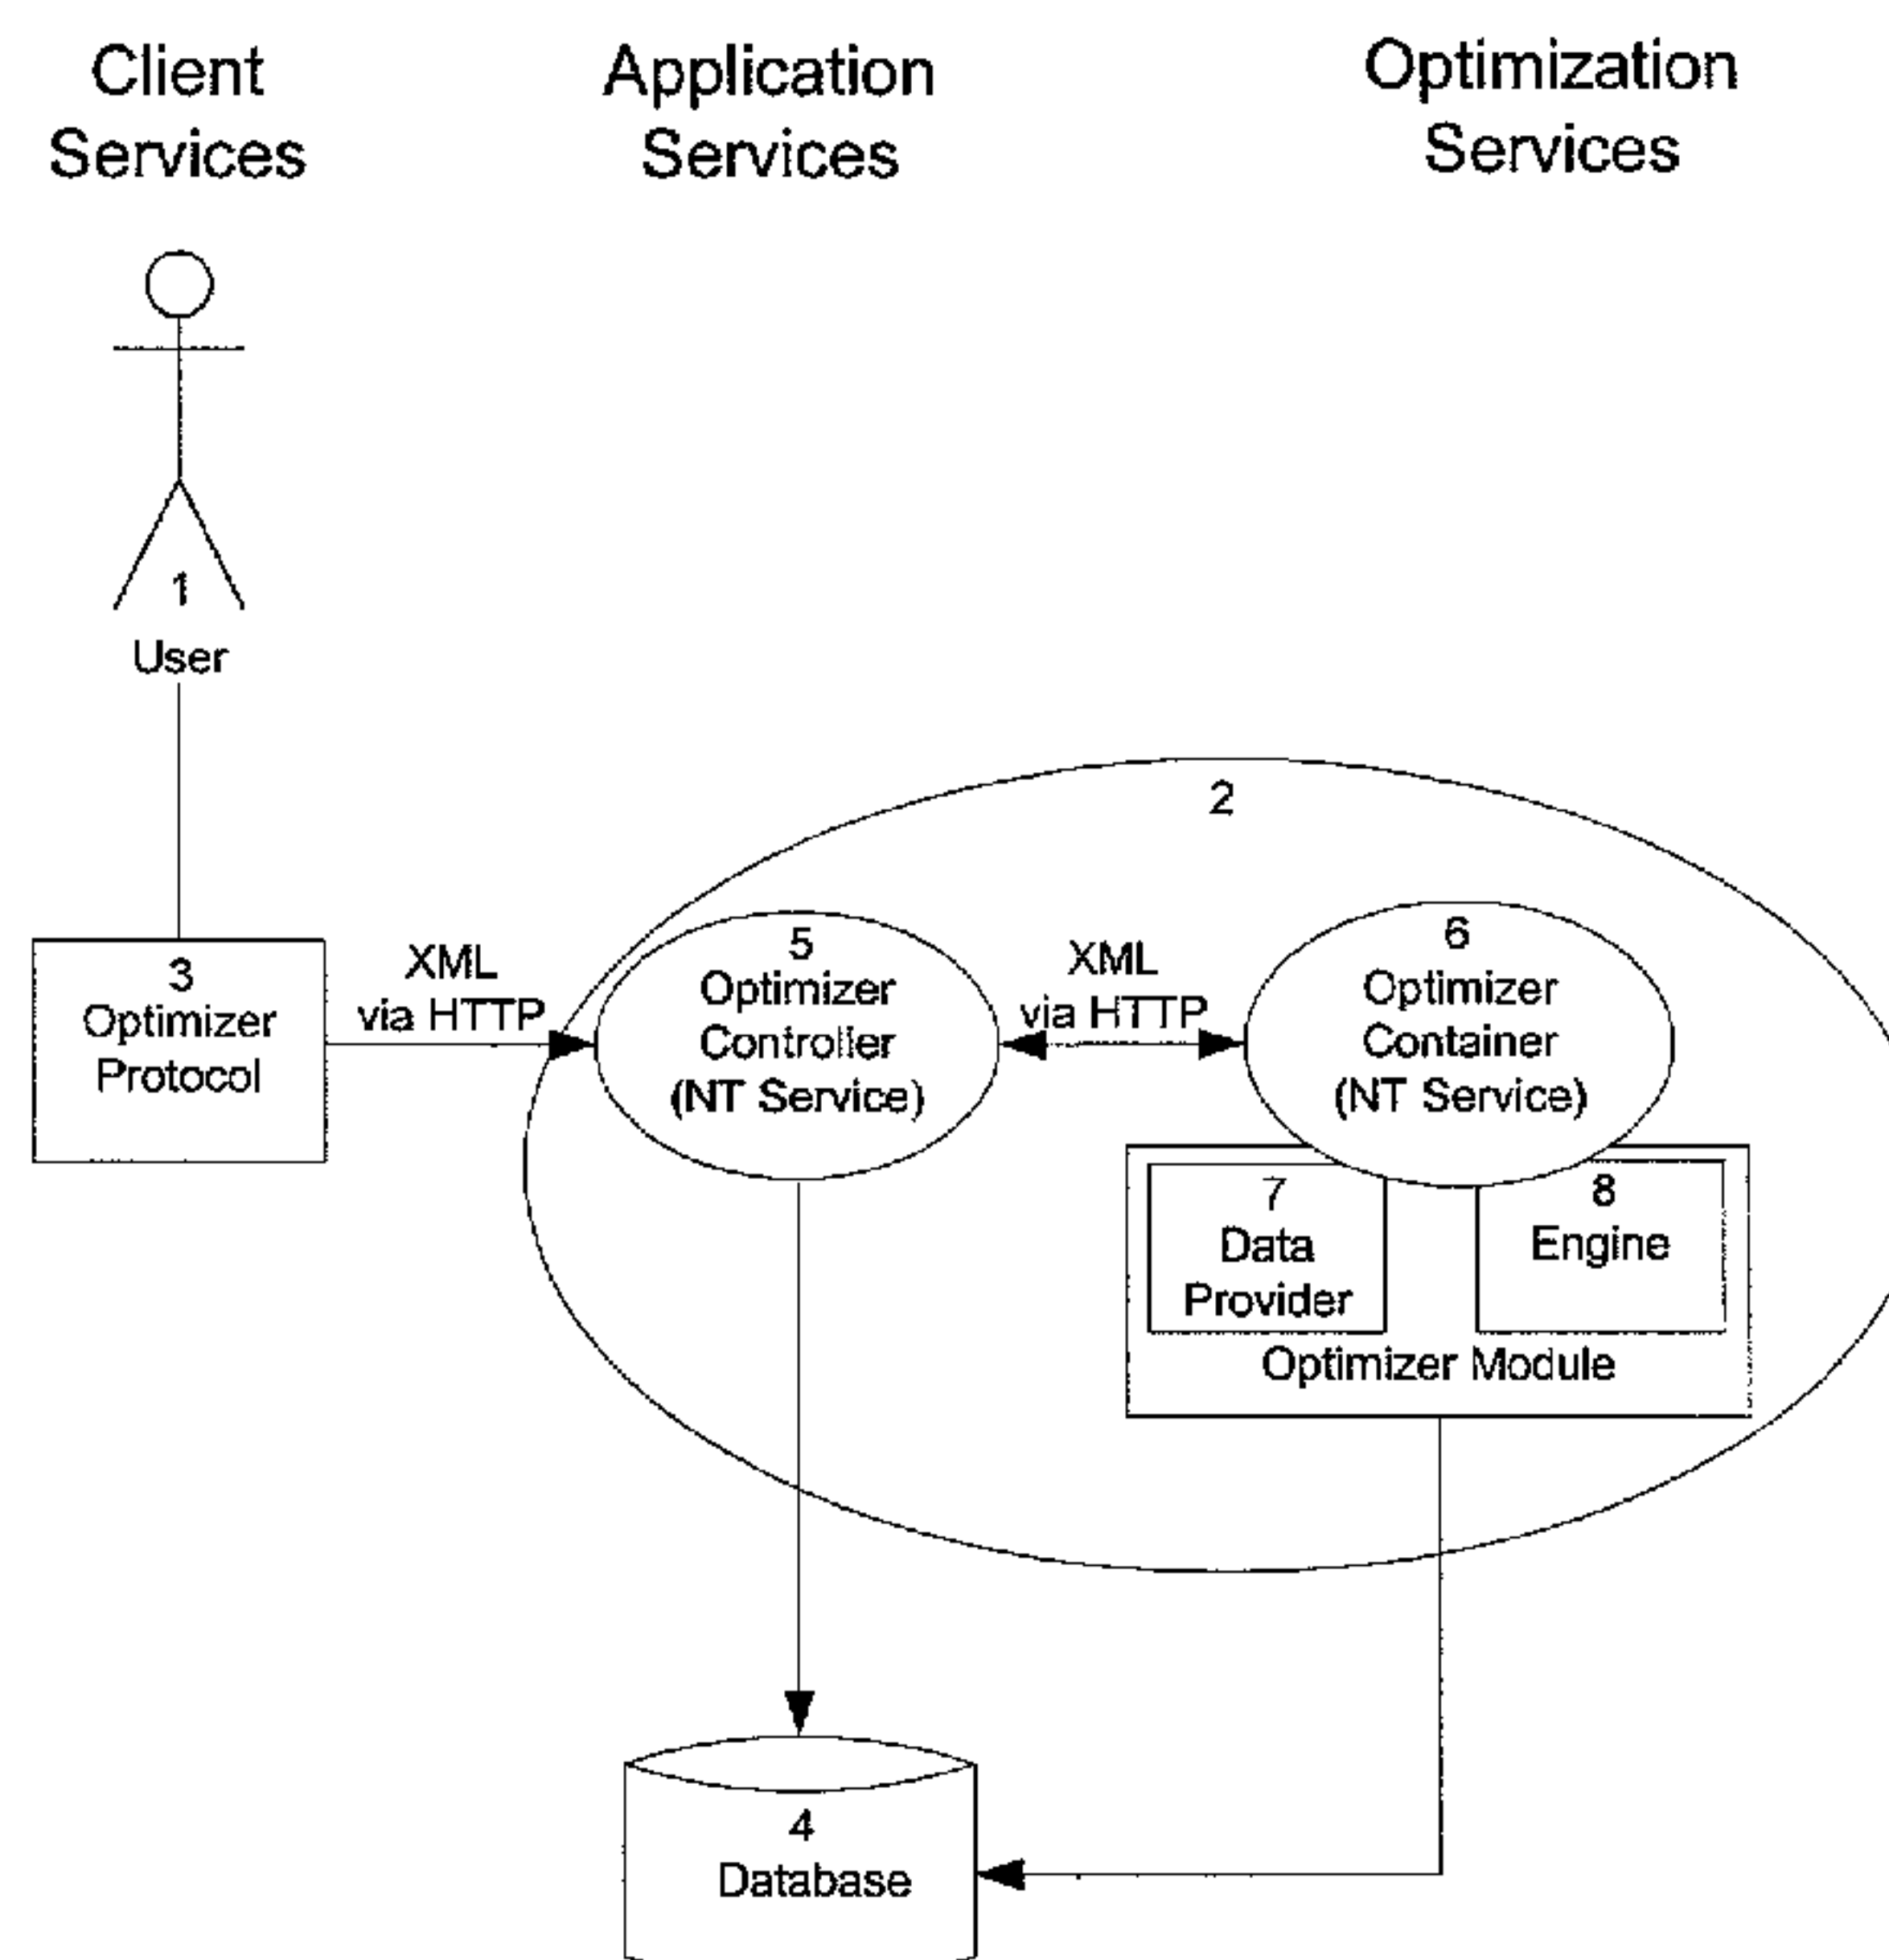 Client
Services
Application
Services
Optimization
Services
1
User
2
3
Optimizer
Protocol
XML
via HTTP
5
Optimizer
Controller
(NT Service)
XML
via HTTP
6
Optimizer
Container
(NT Service)
7
Data
Provider
8
Engine
Optimizer Module
4
Database